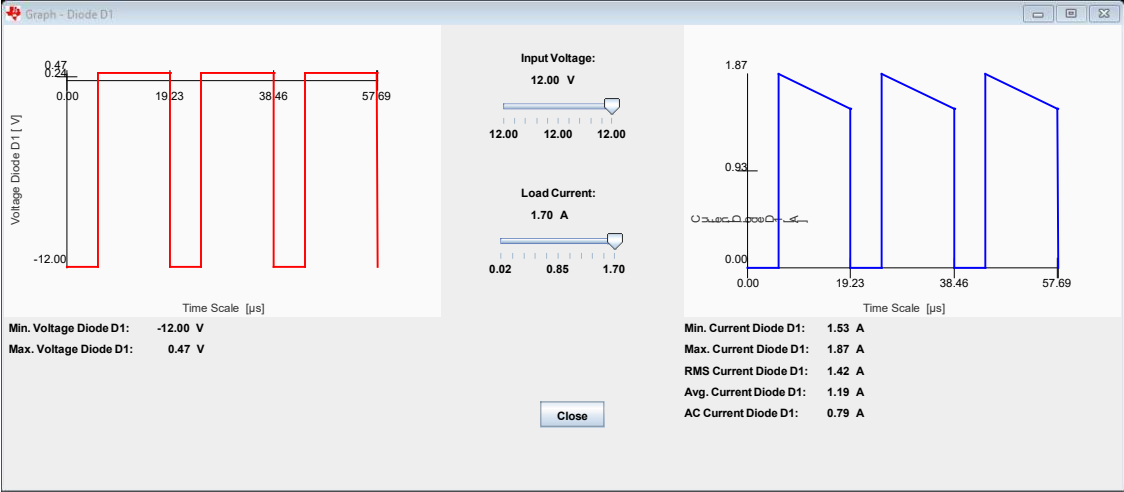 Graph - Diode D1
0.47
0.24
0.00 19.23 38.46 57.69
-12.00
Voltage Diode D1 [ V]
Time Scale [µs]
Min. Voltage Diode D1: -12.00 V
Max. Voltage Diode D1: 0.47 V
Input Voltage:
12.00 V
12.00 12.00 12.00
Load Current:
1.70 A
0.02 0.85 1.70
Close
1.87
0.93
0.00
0.00 19.23 38.46 57.69
Time Scale [µs]
Min. Current Diode D1: 1.53 A
Max. Current Diode D1: 1.87 A
RMS Current Diode D1: 1.42 A
Avg. Current Diode D1: 1.19 A
AC Current Diode D1: 0.79 A